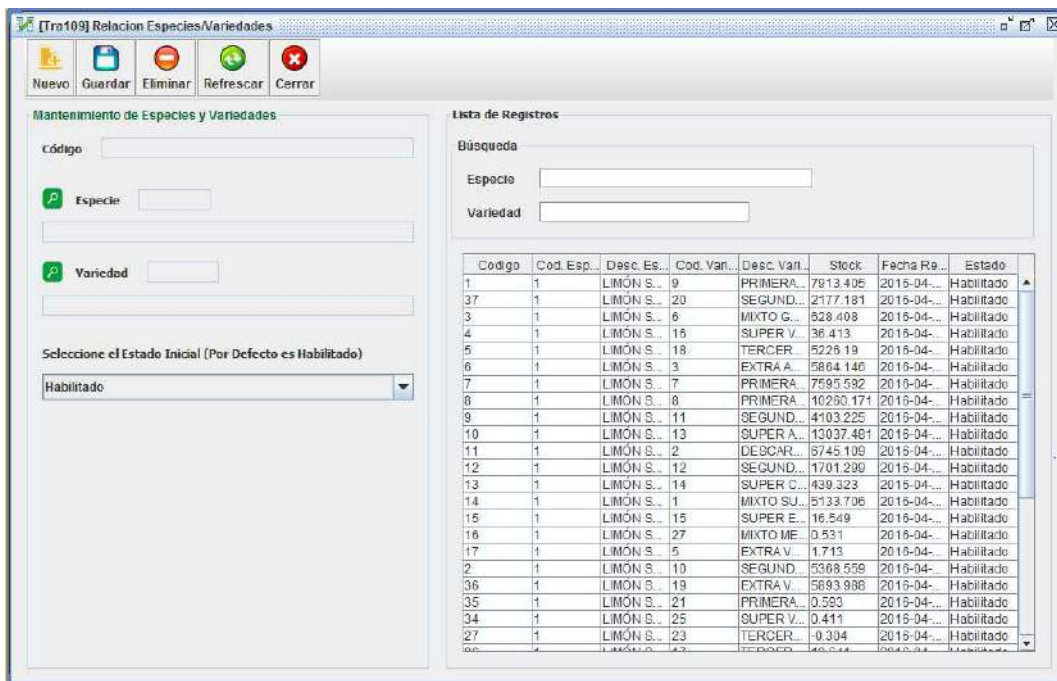 [Tra109] Relacion Especies/Variedades
Nuevo Guardar Eliminar Refrescar Cerrar
Mantenimiento de Especies y Variedades
Código
Especie
Variedad
Seleccione el Estado Inicial (Por Defecto es Habilitado)
Habilitado
Lista de Registros
Búsqueda
Especie
Variedad
Codigo Cod. Esp... Desc. Es... Cod. Vari... Desc. Vari... Stock Fecha Re... Estado
1 1 LIMÓN S... 9 PRIMERA... 7913.405 2016-04-... Habilitado
37 1 LIMÓN S... 20 SEGUND... 2177.181 2016-04-... Habilitado
3 1 LIMÓN S... 6 MIXTO G... 628.408 2016-04-... Habilitado
4 1 LIMÓN S... 16 SUPER V... 36.413 2016-04-... Habilitado
5 1 LIMÓN S... 18 TERCER... 5226.19 2016-04-... Habilitado
6 1 LIMÓN S... 3 EXTRA A... 5864.146 2016-04-... Habilitado
7 1 LIMÓN S... 7 PRIMERA... 7595.592 2016-04-... Habilitado
8 1 LIMÓN S... 8 PRIMERA... 10260.171 2016-04-... Habilitado
9 1 LIMÓN S... 11 SEGUND... 4103.225 2016-04-... Habilitado
10 1 LIMÓN S... 13 SUPER A... 13037.481 2016-04-... Habilitado
11 1 LIMÓN S... 2 DESCAR... 6745.109 2016-04-... Habilitado
12 1 LIMÓN S... 12 SEGUND... 1701.299 2016-04-... Habilitado
13 1 LIMÓN S... 14 SUPER C... 439.323 2016-04-... Habilitado
14 1 LIMÓN S... 1 MIXTO SU... 5133.706 2016-04-... Habilitado
15 1 LIMÓN S... 15 SUPER E... 16.549 2016-04-... Habilitado
16 1 LIMÓN S... 27 MIXTO ME... 0.531 2016-04-... Habilitado
17 1 LIMÓN S... 5 EXTRA V... 1.713 2016-04-... Habilitado
2 1 LIMÓN S... 10 SEGUND... 5368.559 2016-04-... Habilitado
36 1 LIMÓN S... 19 EXTRA V... 5893.988 2016-04-... Habilitado
35 1 LIMÓN S... 21 PRIMERA... 0.593 2016-04-... Habilitado
34 1 LIMÓN S... 25 SUPER V... 0.411 2016-04-... Habilitado
27 1 LIMÓN S... 23 TERCER... -0.304 2016-04-... Habilitado